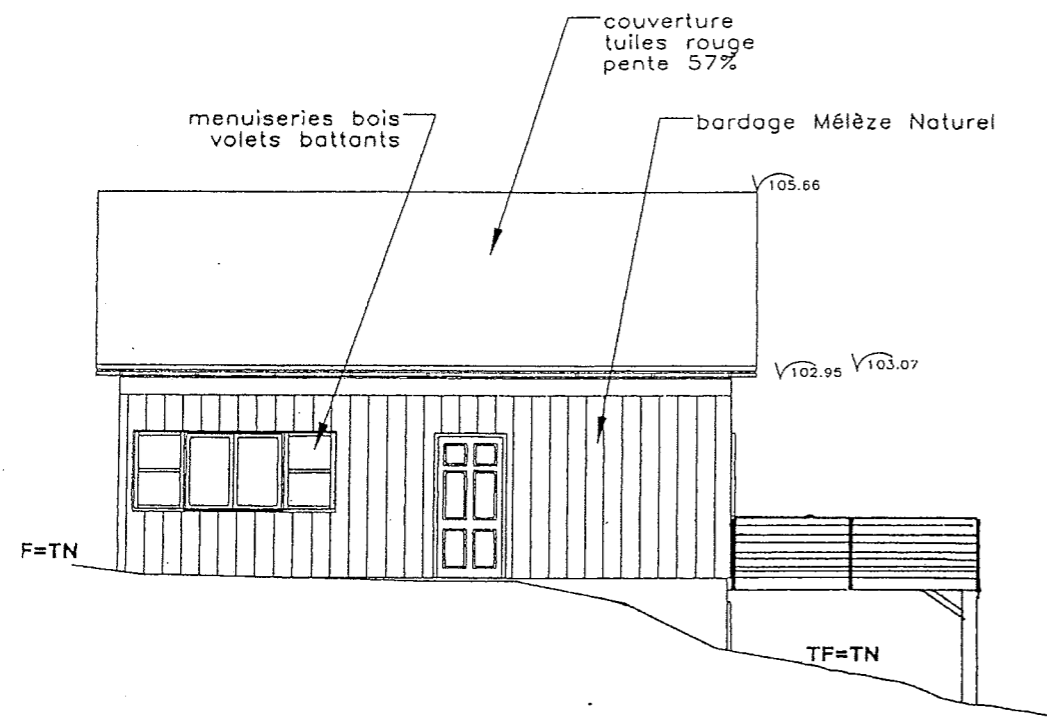 couverture
tuiles rouge
pente 57%
menuiseries bois
volets battants
bardage Mélèze Naturel
105.66
102.95
103.07
F=TN
TF=TN